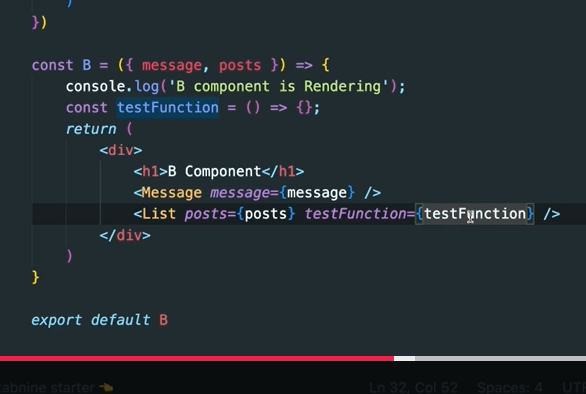 })
const B = ({ message, posts }) => {
console.log('B component is Rendering');
const testFunction = () => {};
return (
<div>
<h1>B Component</h1>
<Message message={message} />
<List posts={posts} testFunction={testFunction} />
</div>
)
}
export default B
abnine starter 👈 Ln 32, Col 52 Spaces: 4 UTF